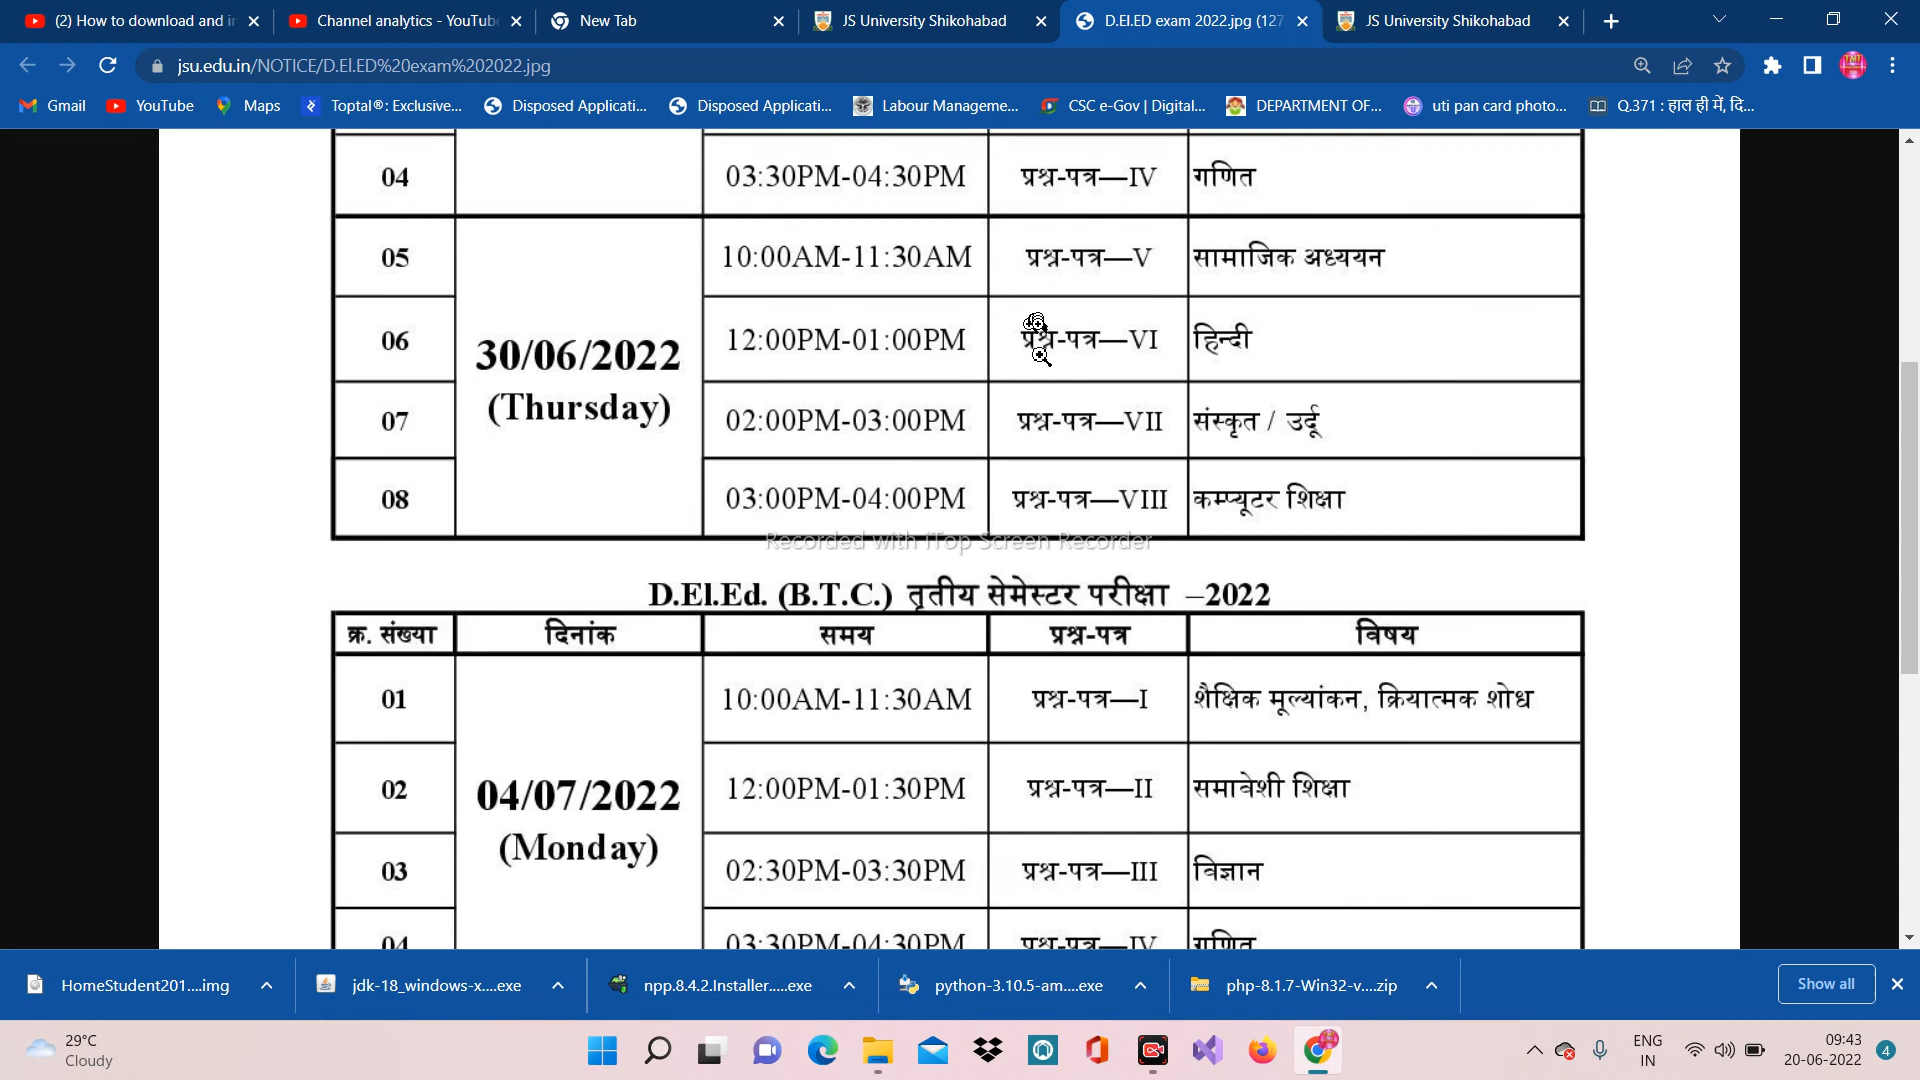 (2) How to download and i
Channel analytics - YouTub
New Tab
JS University Shikohabad
D.El.ED exam 2022.jpg (127
JS University Shikohabad
jsu.edu.in/NOTICE/D.El.ED%20exam%202022.jpg
Gmail
YouTube
Maps
Toptal®: Exclusive...
Disposed Applicati...
Disposed Applicati...
Labour Manageme...
CSC e-Gov | Digital...
DEPARTMENT OF...
uti pan card photo...
Q.371 : हाल ही में, दि...
04 03:30PM-04:30PM प्रश्न-पत्र—IV गणित
05 10:00AM-11:30AM प्रश्न-पत्र—V सामाजिक अध्ययन
06 12:00PM-01:00PM प्रश्न-पत्र—VI हिन्दी
30/06/2022
(Thursday)
07 02:00PM-03:00PM प्रश्न-पत्र—VII संस्कृत / उर्दू
08 03:00PM-04:00PM प्रश्न-पत्र—VIII कम्प्यूटर शिक्षा
Recorded with iTop Screen Recorder
D.El.Ed. (B.T.C.) तृतीय सेमेस्टर परीक्षा –2022
क्र. संख्या दिनांक समय प्रश्न-पत्र विषय
01 10:00AM-11:30AM प्रश्न-पत्र—I शैक्षिक मूल्यांकन, क्रियात्मक शोध
02 12:00PM-01:30PM प्रश्न-पत्र—II समावेशी शिक्षा
04/07/2022
(Monday)
03 02:30PM-03:30PM प्रश्न-पत्र—III विज्ञान
04 03:30PM-04:30PM प्रश्न-पत्र—IV गणित
HomeStudent201....img
jdk-18_windows-x....exe
npp.8.4.2.Installer.....exe
python-3.10.5-am....exe
php-8.1.7-Win32-v....zip
Show all
29°C
Cloudy
ENG
IN
09:43
20-06-2022
4